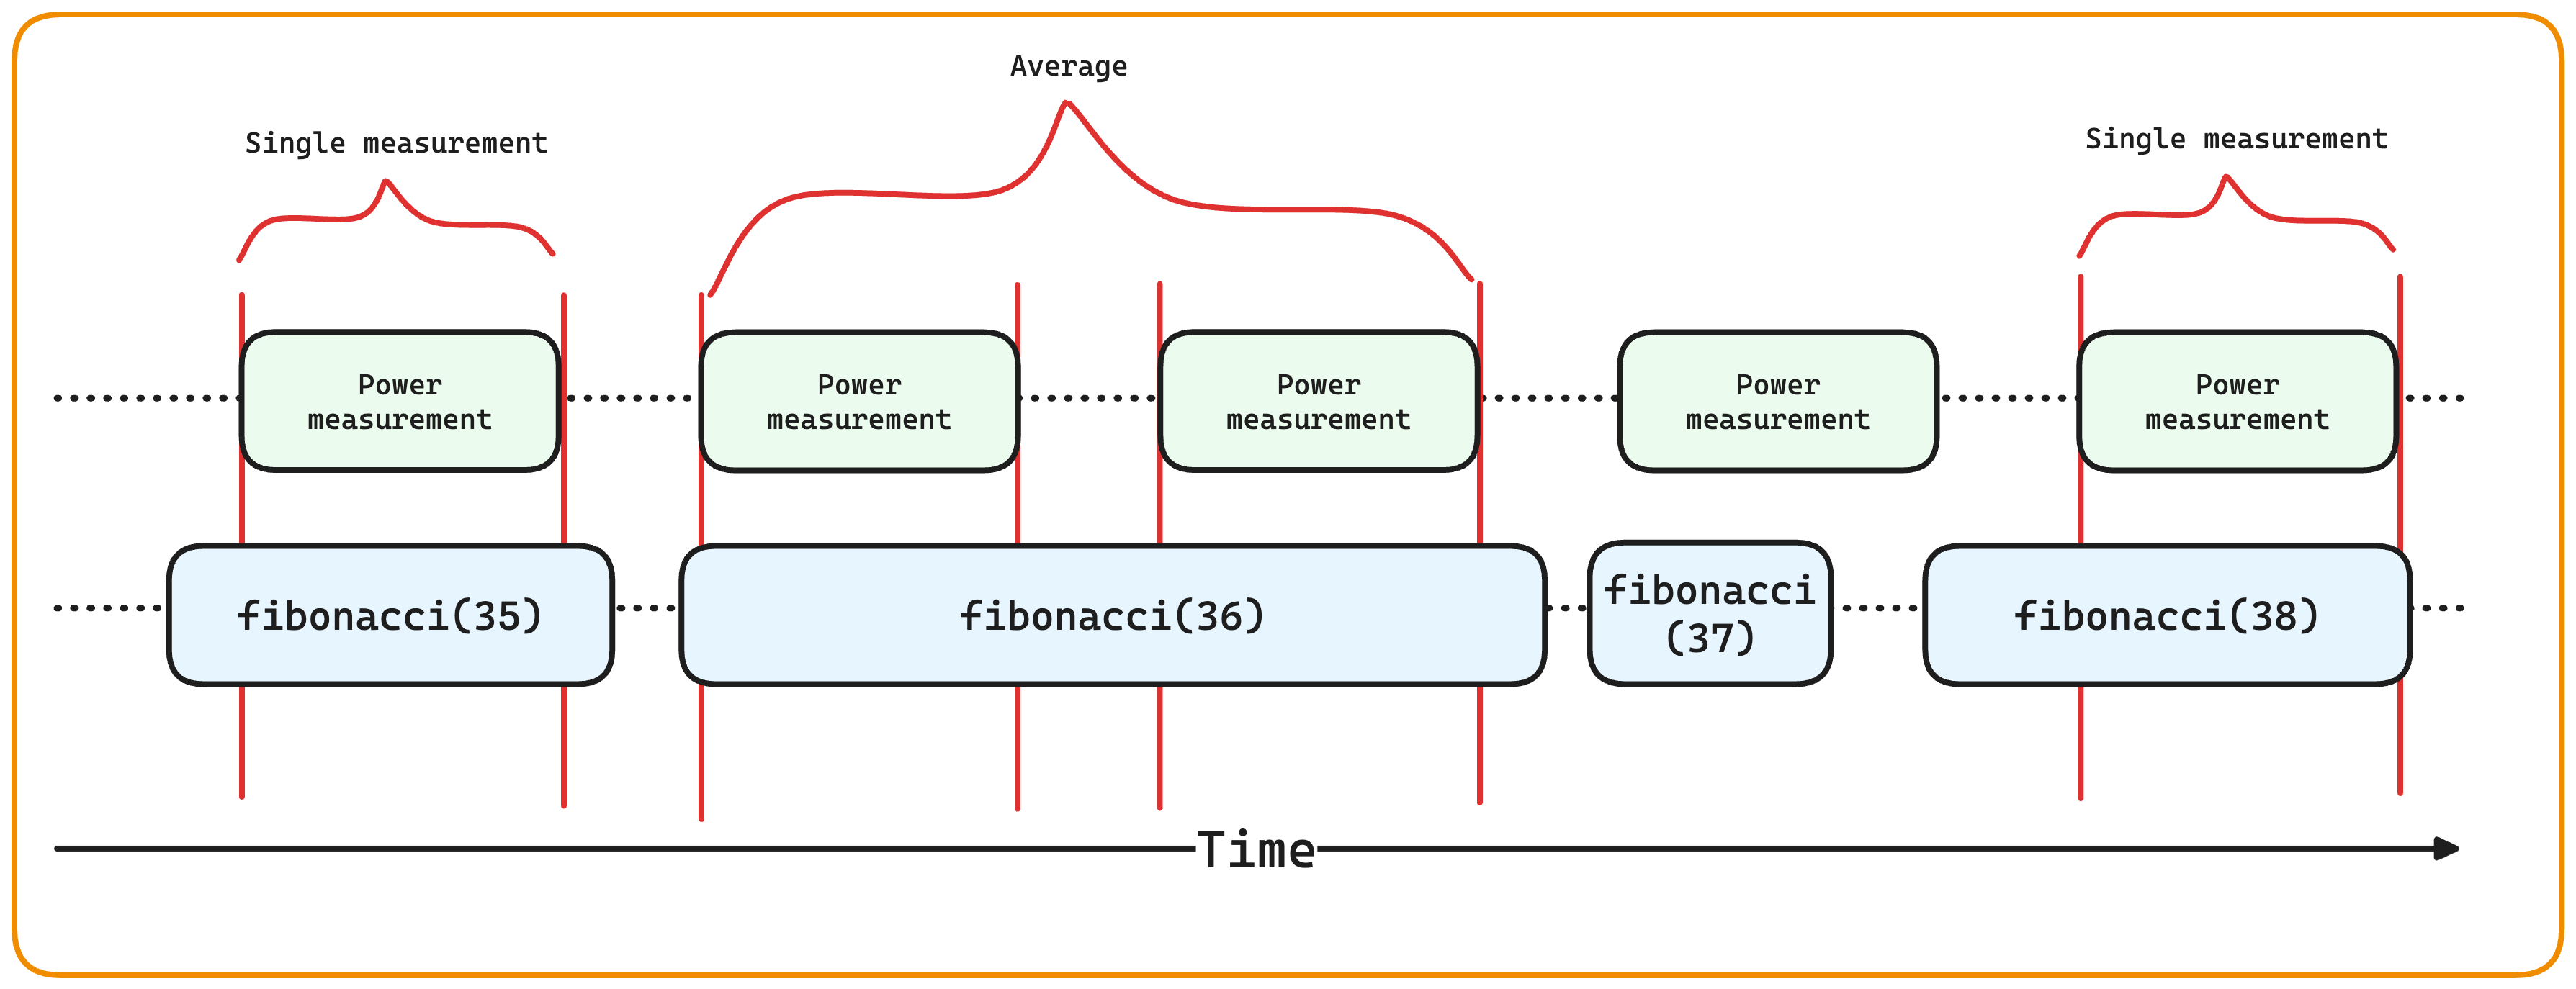 Average
Single measurement
Single measurement
Power
measurement
Power
measurement
Power
measurement
Power
measurement
Power
measurement
fibonacci(35)
fibonacci(36)
fibonacci
(37)
fibonacci(38)
Time